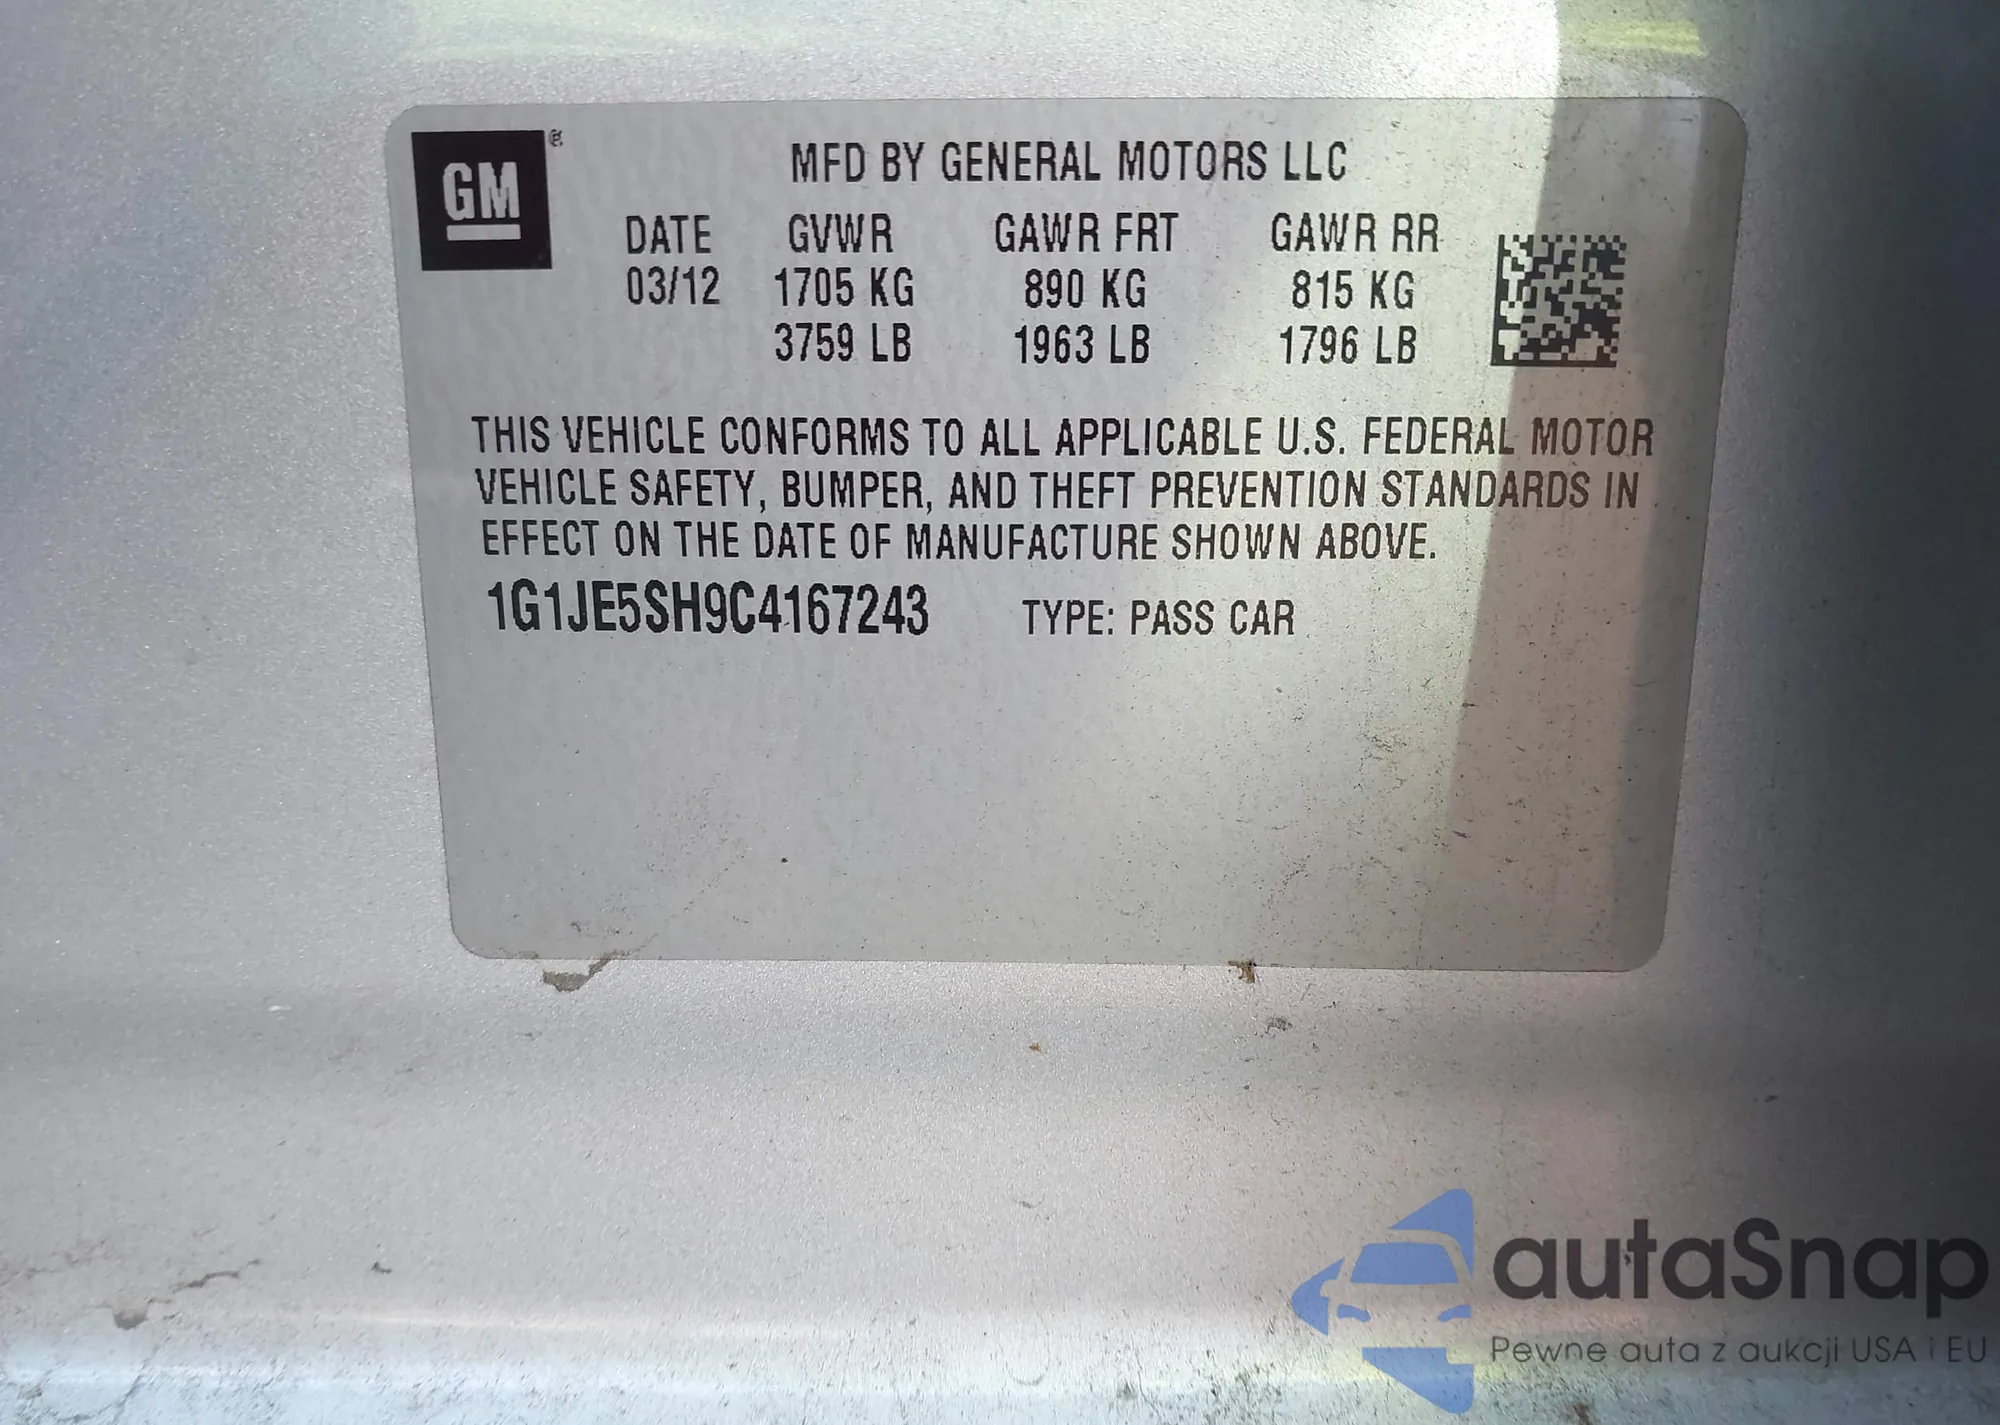 GM ®
MFD BY GENERAL MOTORS LLC
DATE GVWR GAWR FRT GAWR RR
03/12 1705 KG 890 KG 815 KG
3759 LB 1963 LB 1796 LB
THIS VEHICLE CONFORMS TO ALL APPLICABLE U.S. FEDERAL MOTOR
VEHICLE SAFETY, BUMPER, AND THEFT PREVENTION STANDARDS IN
EFFECT ON THE DATE OF MANUFACTURE SHOWN ABOVE.
1G1JE5SH9C4167243 TYPE: PASS CAR
autaSnap
Pewne auta z aukcji USA i EU